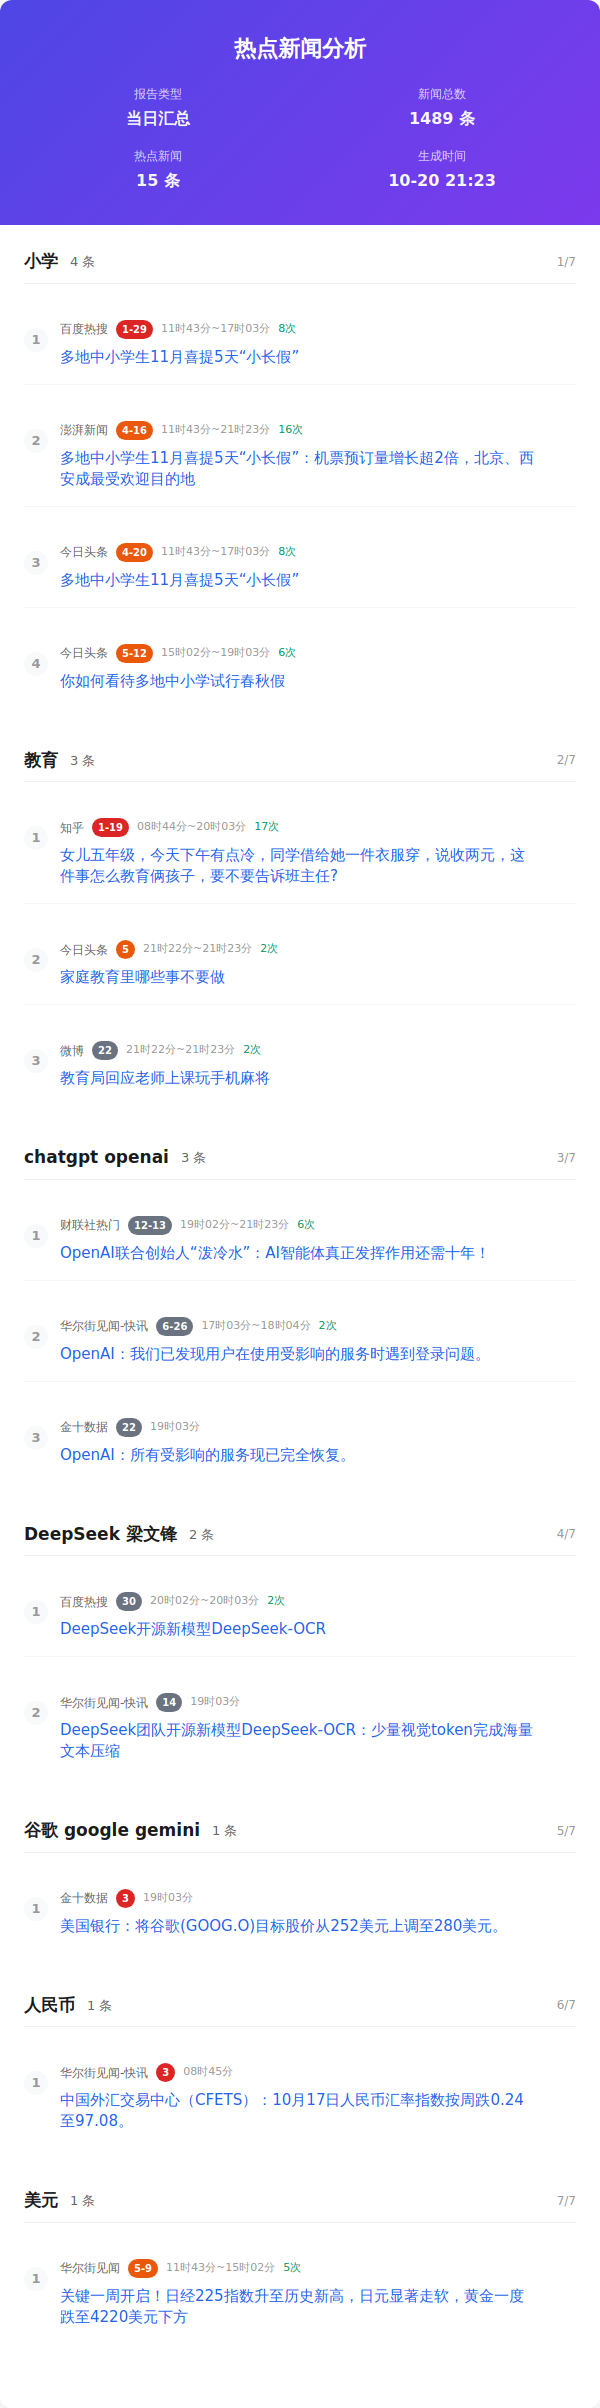 热点新闻分析
报告类型
新闻总数
当日汇总
1489 条
热点新闻
生成时间
15 条
10-20 21:23
小学 4 条 1/7
1
百度热搜 1-29 11时43分~17时03分 8次
多地中小学生11月喜提5天“小长假”
2
澎湃新闻 4-16 11时43分~21时23分 16次
多地中小学生11月喜提5天“小长假”：机票预订量增长超2倍，北京、西
安成最受欢迎目的地
3
今日头条 4-20 11时43分~17时03分 8次
多地中小学生11月喜提5天“小长假”
4
今日头条 5-12 15时02分~19时03分 6次
你如何看待多地中小学试行春秋假
教育 3 条 2/7
1
知乎 1-19 08时44分~20时03分 17次
女儿五年级，今天下午有点冷，同学借给她一件衣服穿，说收两元，这
件事怎么教育俩孩子，要不要告诉班主任?
2
今日头条 5 21时22分~21时23分 2次
家庭教育里哪些事不要做
3
微博 22 21时22分~21时23分 2次
教育局回应老师上课玩手机麻将
chatgpt openai 3 条 3/7
1
财联社热门 12-13 19时02分~21时23分 6次
OpenAI联合创始人“泼冷水”：AI智能体真正发挥作用还需十年！
2
华尔街见闻-快讯 6-26 17时03分~18时04分 2次
OpenAI：我们已发现用户在使用受影响的服务时遇到登录问题。
3
金十数据 22 19时03分
OpenAI：所有受影响的服务现已完全恢复。
DeepSeek 梁文锋 2 条 4/7
1
百度热搜 30 20时02分~20时03分 2次
DeepSeek开源新模型DeepSeek-OCR
2
华尔街见闻-快讯 14 19时03分
DeepSeek团队开源新模型DeepSeek-OCR：少量视觉token完成海量
文本压缩
谷歌 google gemini 1 条 5/7
1
金十数据 3 19时03分
美国银行：将谷歌(GOOG.O)目标股价从252美元上调至280美元。
人民币 1 条 6/7
1
华尔街见闻-快讯 3 08时45分
中国外汇交易中心（CFETS）：10月17日人民币汇率指数按周跌0.24
至97.08。
美元 1 条 7/7
1
华尔街见闻 5-9 11时43分~15时02分 5次
关键一周开启！日经225指数升至历史新高，日元显著走软，黄金一度
跌至4220美元下方